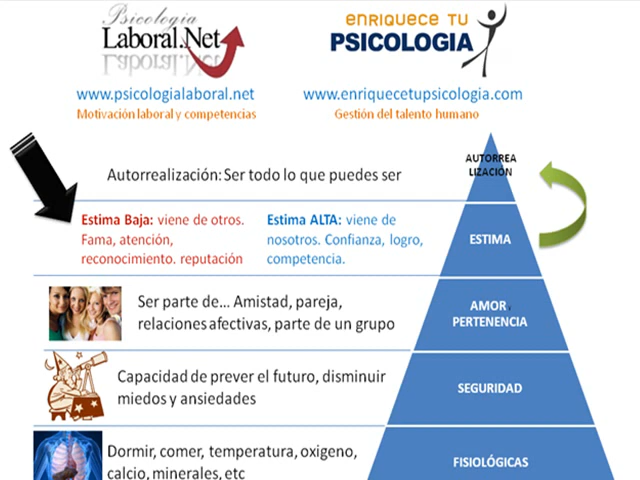 Psicologia
Laboral.Net
ENRIQUECE TU
PSICOLOGIA
www.psicologialaboral.net
www.enriquecetupsicologia.com
Motivación laboral y competencias
Gestión del talento humano
Autorrealización: Ser todo lo que puedes ser
AUTORREA
LIZACIÓN
Estima Baja: viene de otros.
Fama, atención,
reconocimiento. reputación
Estima ALTA: viene de
nosotros. Confianza, logro,
competencia.
ESTIMA
Ser parte de... Amistad, pareja,
relaciones afectivas, parte de un grupo
AMOR
PERTENENCIA
Capacidad de prever el futuro, disminuir
miedos y ansiedades
SEGURIDAD
Dormir, comer, temperatura, oxigeno,
calcio, minerales, etc
FISIOLÓGICAS